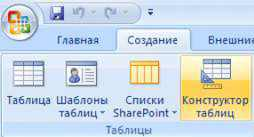 Главная Создание Внешние
Таблица Шаблоны таблиц Списки SharePoint Конструктор таблиц
Таблицы